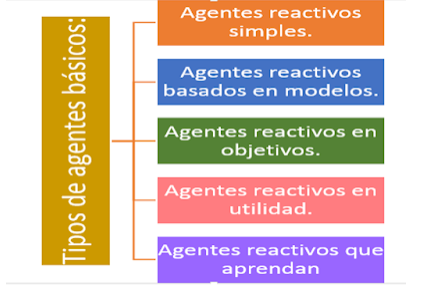 Tipos de agentes básicos:
Agentes reactivos
simples.
Agentes reactivos
basados en modelos.
Agentes reactivos en
objetivos.
Agentes reactivos en
utilidad.
Agentes reactivos que
aprendan